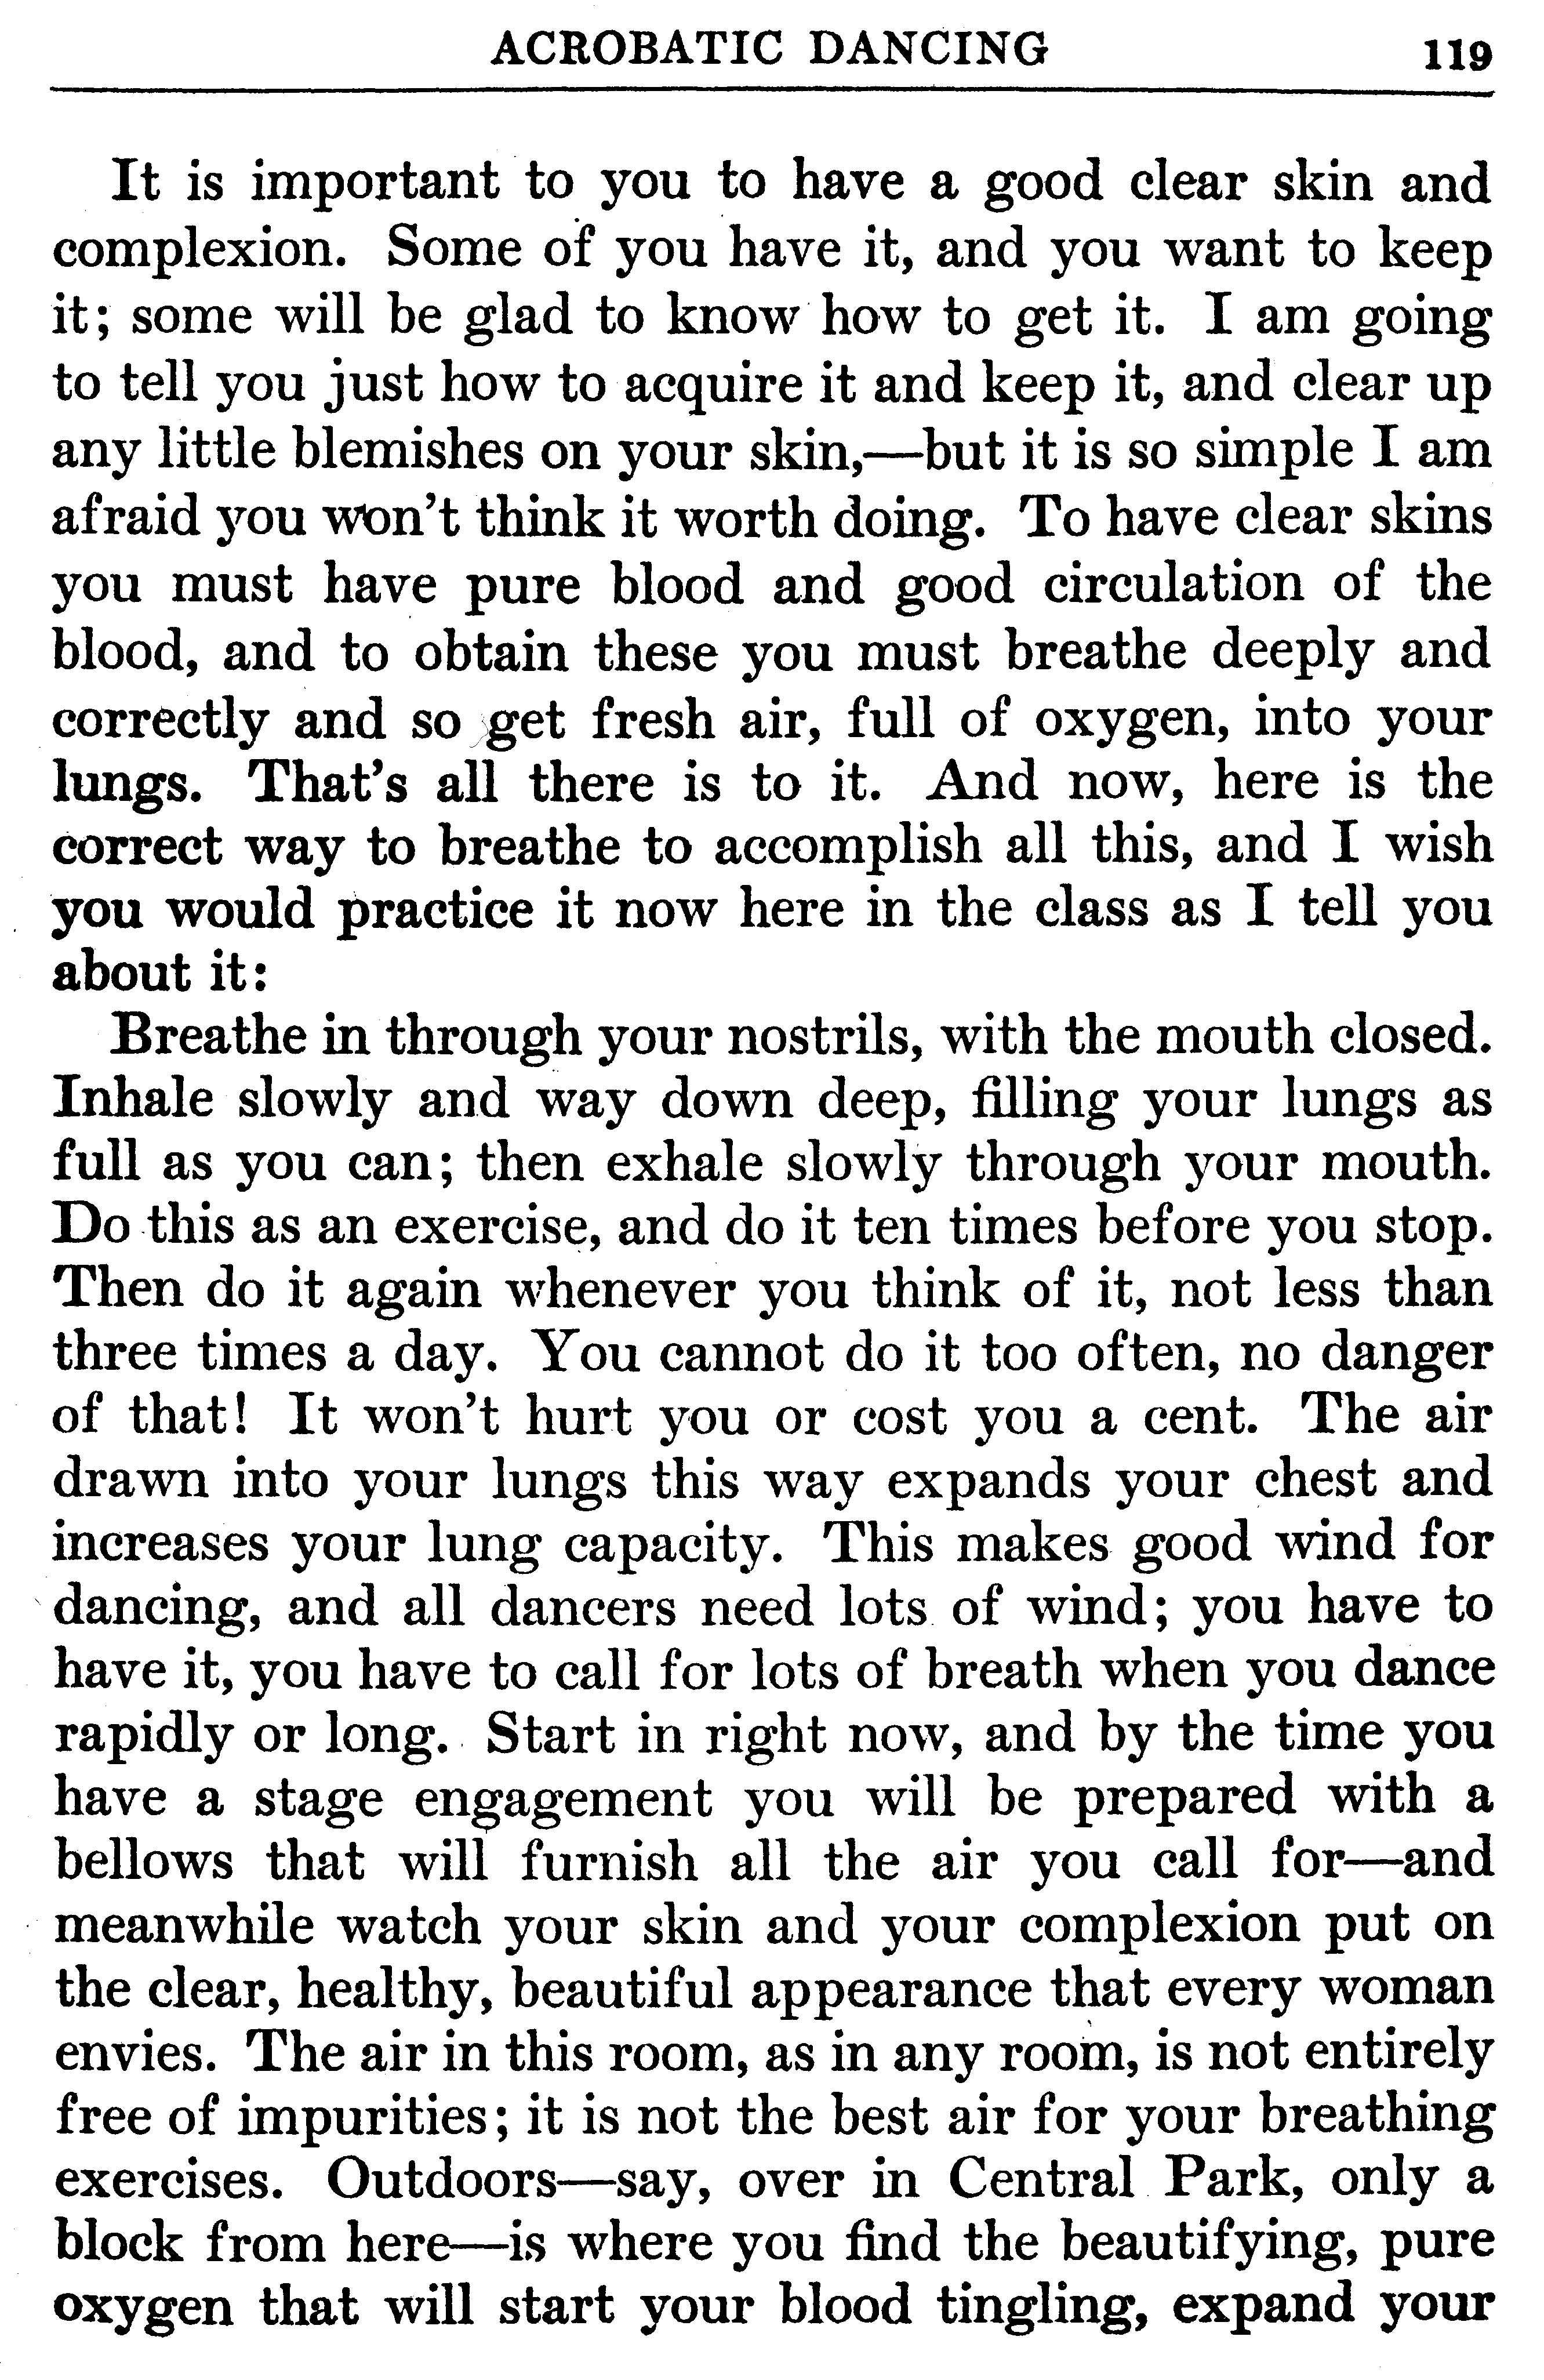 ACROBATIC DANCING 119
It is important to you to have a good clear skin and
complexion. Some of you have it, and you want to keep
it; some will be glad to know how to get it. I am going
to tell you just how to acquire it and keep it, and clear up
any little blemishes on your skin,—but it is so simple I am
afraid you won't think it worth doing. To have clear skins
you must have pure blood and good circulation of the
blood, and to obtain these you must breathe deeply and
correctly and so get fresh air, full of oxygen, into your
lungs. That's all there is to it. And now, here is the
correct way to breathe to accomplish all this, and I wish
you would practice it now here in the class as I tell you
about it:
Breathe in through your nostrils, with the mouth closed.
Inhale slowly and way down deep, filling your lungs as
full as you can; then exhale slowly through your mouth.
Do this as an exercise, and do it ten times before you stop.
Then do it again whenever you think of it, not less than
three times a day. You cannot do it too often, no danger
of that! It won't hurt you or cost you a cent. The air
drawn into your lungs this way expands your chest and
increases your lung capacity. This makes good wind for
dancing, and all dancers need lots of wind; you have to
have it, you have to call for lots of breath when you dance
rapidly or long. Start in right now, and by the time you
have a stage engagement you will be prepared with a
bellows that will furnish all the air you call for—and
meanwhile watch your skin and your complexion put on
the clear, healthy, beautiful appearance that every woman
envies. The air in this room, as in any room, is not entirely
free of impurities; it is not the best air for your breathing
exercises. Outdoors—say, over in Central Park, only a
block from here—is where you find the beautifying, pure
oxygen that will start your blood tingling, expand your